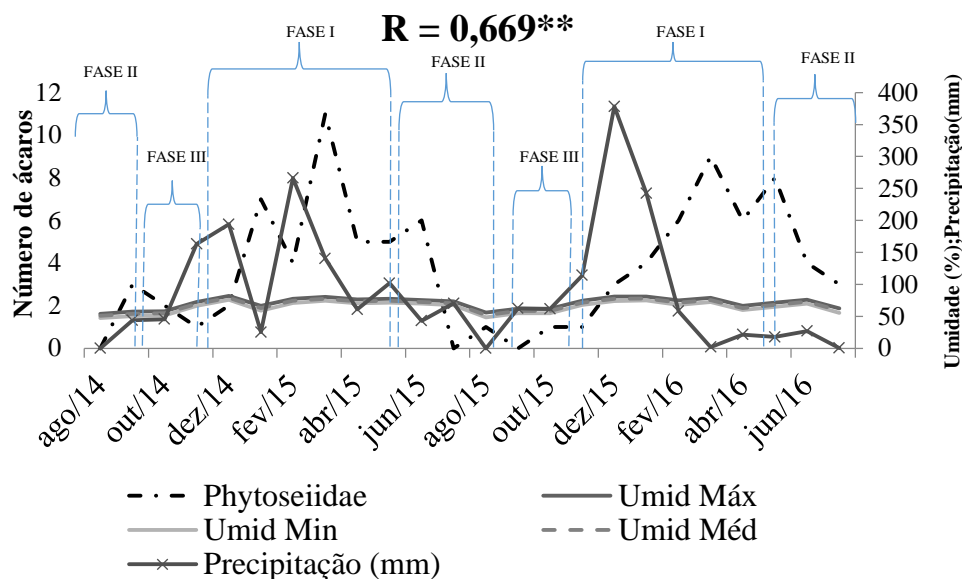 R = 0,669**
FASE I
FASE I
FASE II
FASE II
FASE II
FASE III
FASE III
Número de ácaros
12
10
8
6
4
2
0
Umidade (%);Precipitação(mm)
400
350
300
250
200
150
100
50
0
ago/14
out/14
dez/14
fev/15
abr/15
jun/15
ago/15
out/15
dez/15
fev/16
abr/16
jun/16
Phytoseiidae
Umid Máx
Umid Min
Umid Méd
Precipitação (mm)